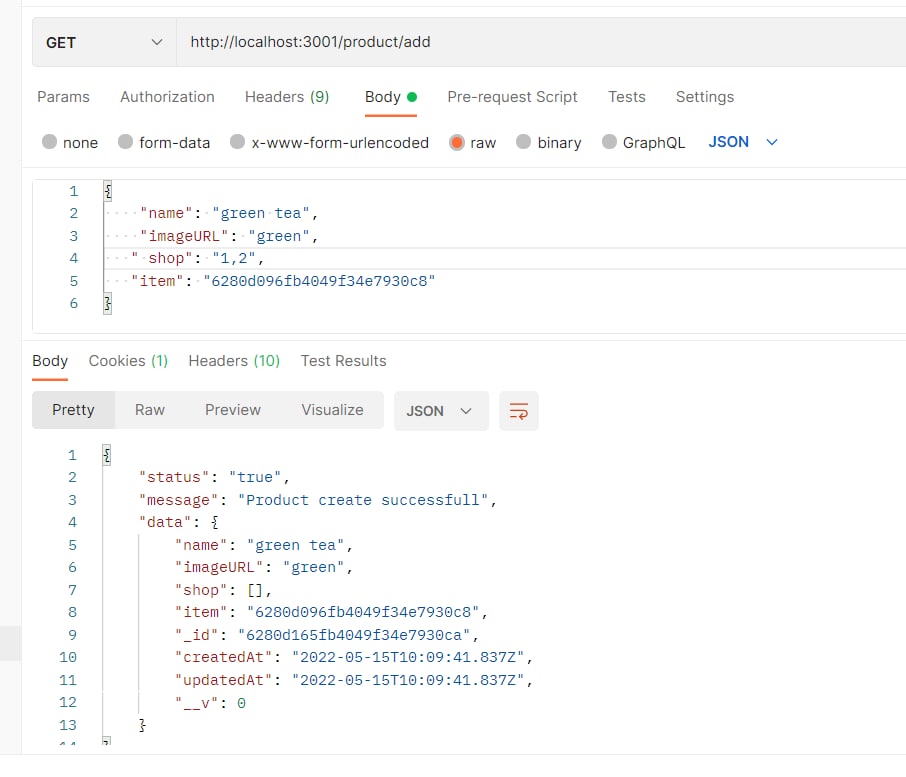 GET http://localhost:3001/product/add
Params Authorization Headers (9) Body Pre-request Script Tests Settings
none form-data x-www-form-urlencoded raw binary GraphQL JSON
1 {
2 "name": "green tea",
3 "imageURL": "green",
4 " shop": "1,2",
5 "item": "6280d096fb4049f34e7930c8"
6 }
Body Cookies (1) Headers (10) Test Results
Pretty Raw Preview Visualize JSON
1 {
2 "status": "true",
3 "message": "Product create successfull",
4 "data": {
5 "name": "green tea",
6 "imageURL": "green",
7 "shop": [],
8 "item": "6280d096fb4049f34e7930c8",
9 "_id": "6280d165fb4049f34e7930ca",
10 "createdAt": "2022-05-15T10:09:41.837Z",
11 "updatedAt": "2022-05-15T10:09:41.837Z",
12 "__v": 0
13 }
14 }